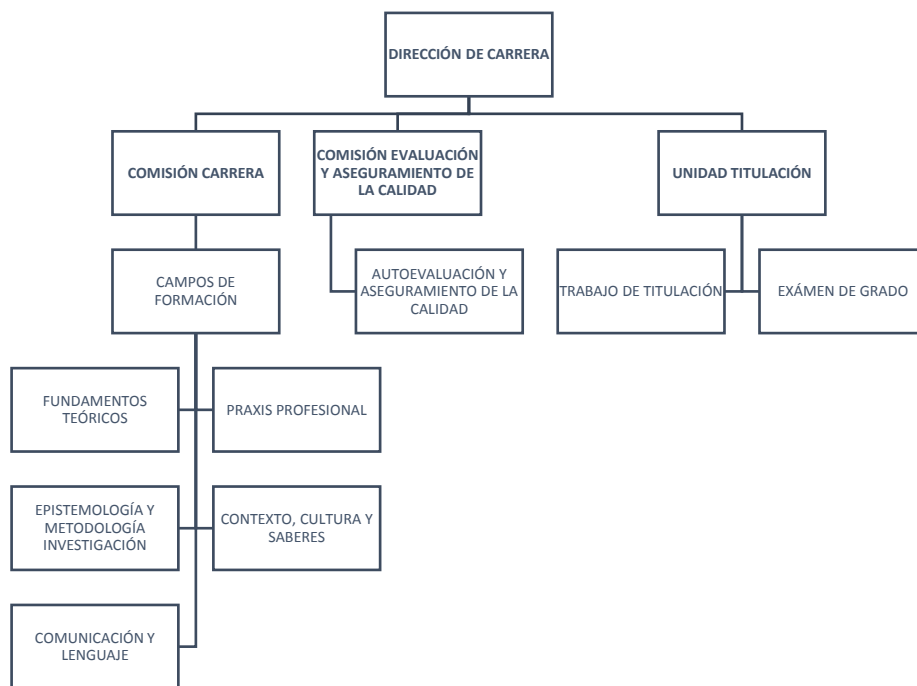 DIRECCIÓN DE CARRERA
COMISIÓN CARRERA
COMISIÓN EVALUACIÓN
Y ASEGURAMIENTO DE
LA CALIDAD
UNIDAD TITULACIÓN
CAMPOS DE
FORMACIÓN
AUTOEVALUACIÓN Y
ASEGURAMIENTO DE LA
CALIDAD
TRABAJO DE TITULACIÓN
EXÁMEN DE GRADO
FUNDAMENTOS
TEÓRICOS
PRAXIS PROFESIONAL
EPISTEMOLOGÍA Y
METODOLOGÍA
INVESTIGACIÓN
CONTEXTO, CULTURA Y
SABERES
COMUNICACIÓN Y
LENGUAJE